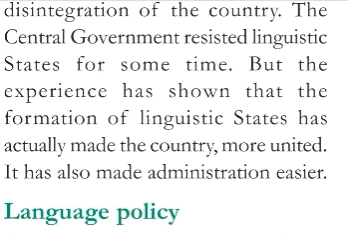 disintegration of the country. The
Central Government resisted linguistic
States for some time. But the
experience has shown that the
formation of linguistic States has
actually made the country, more united.
It has also made administration easier.
Language policy